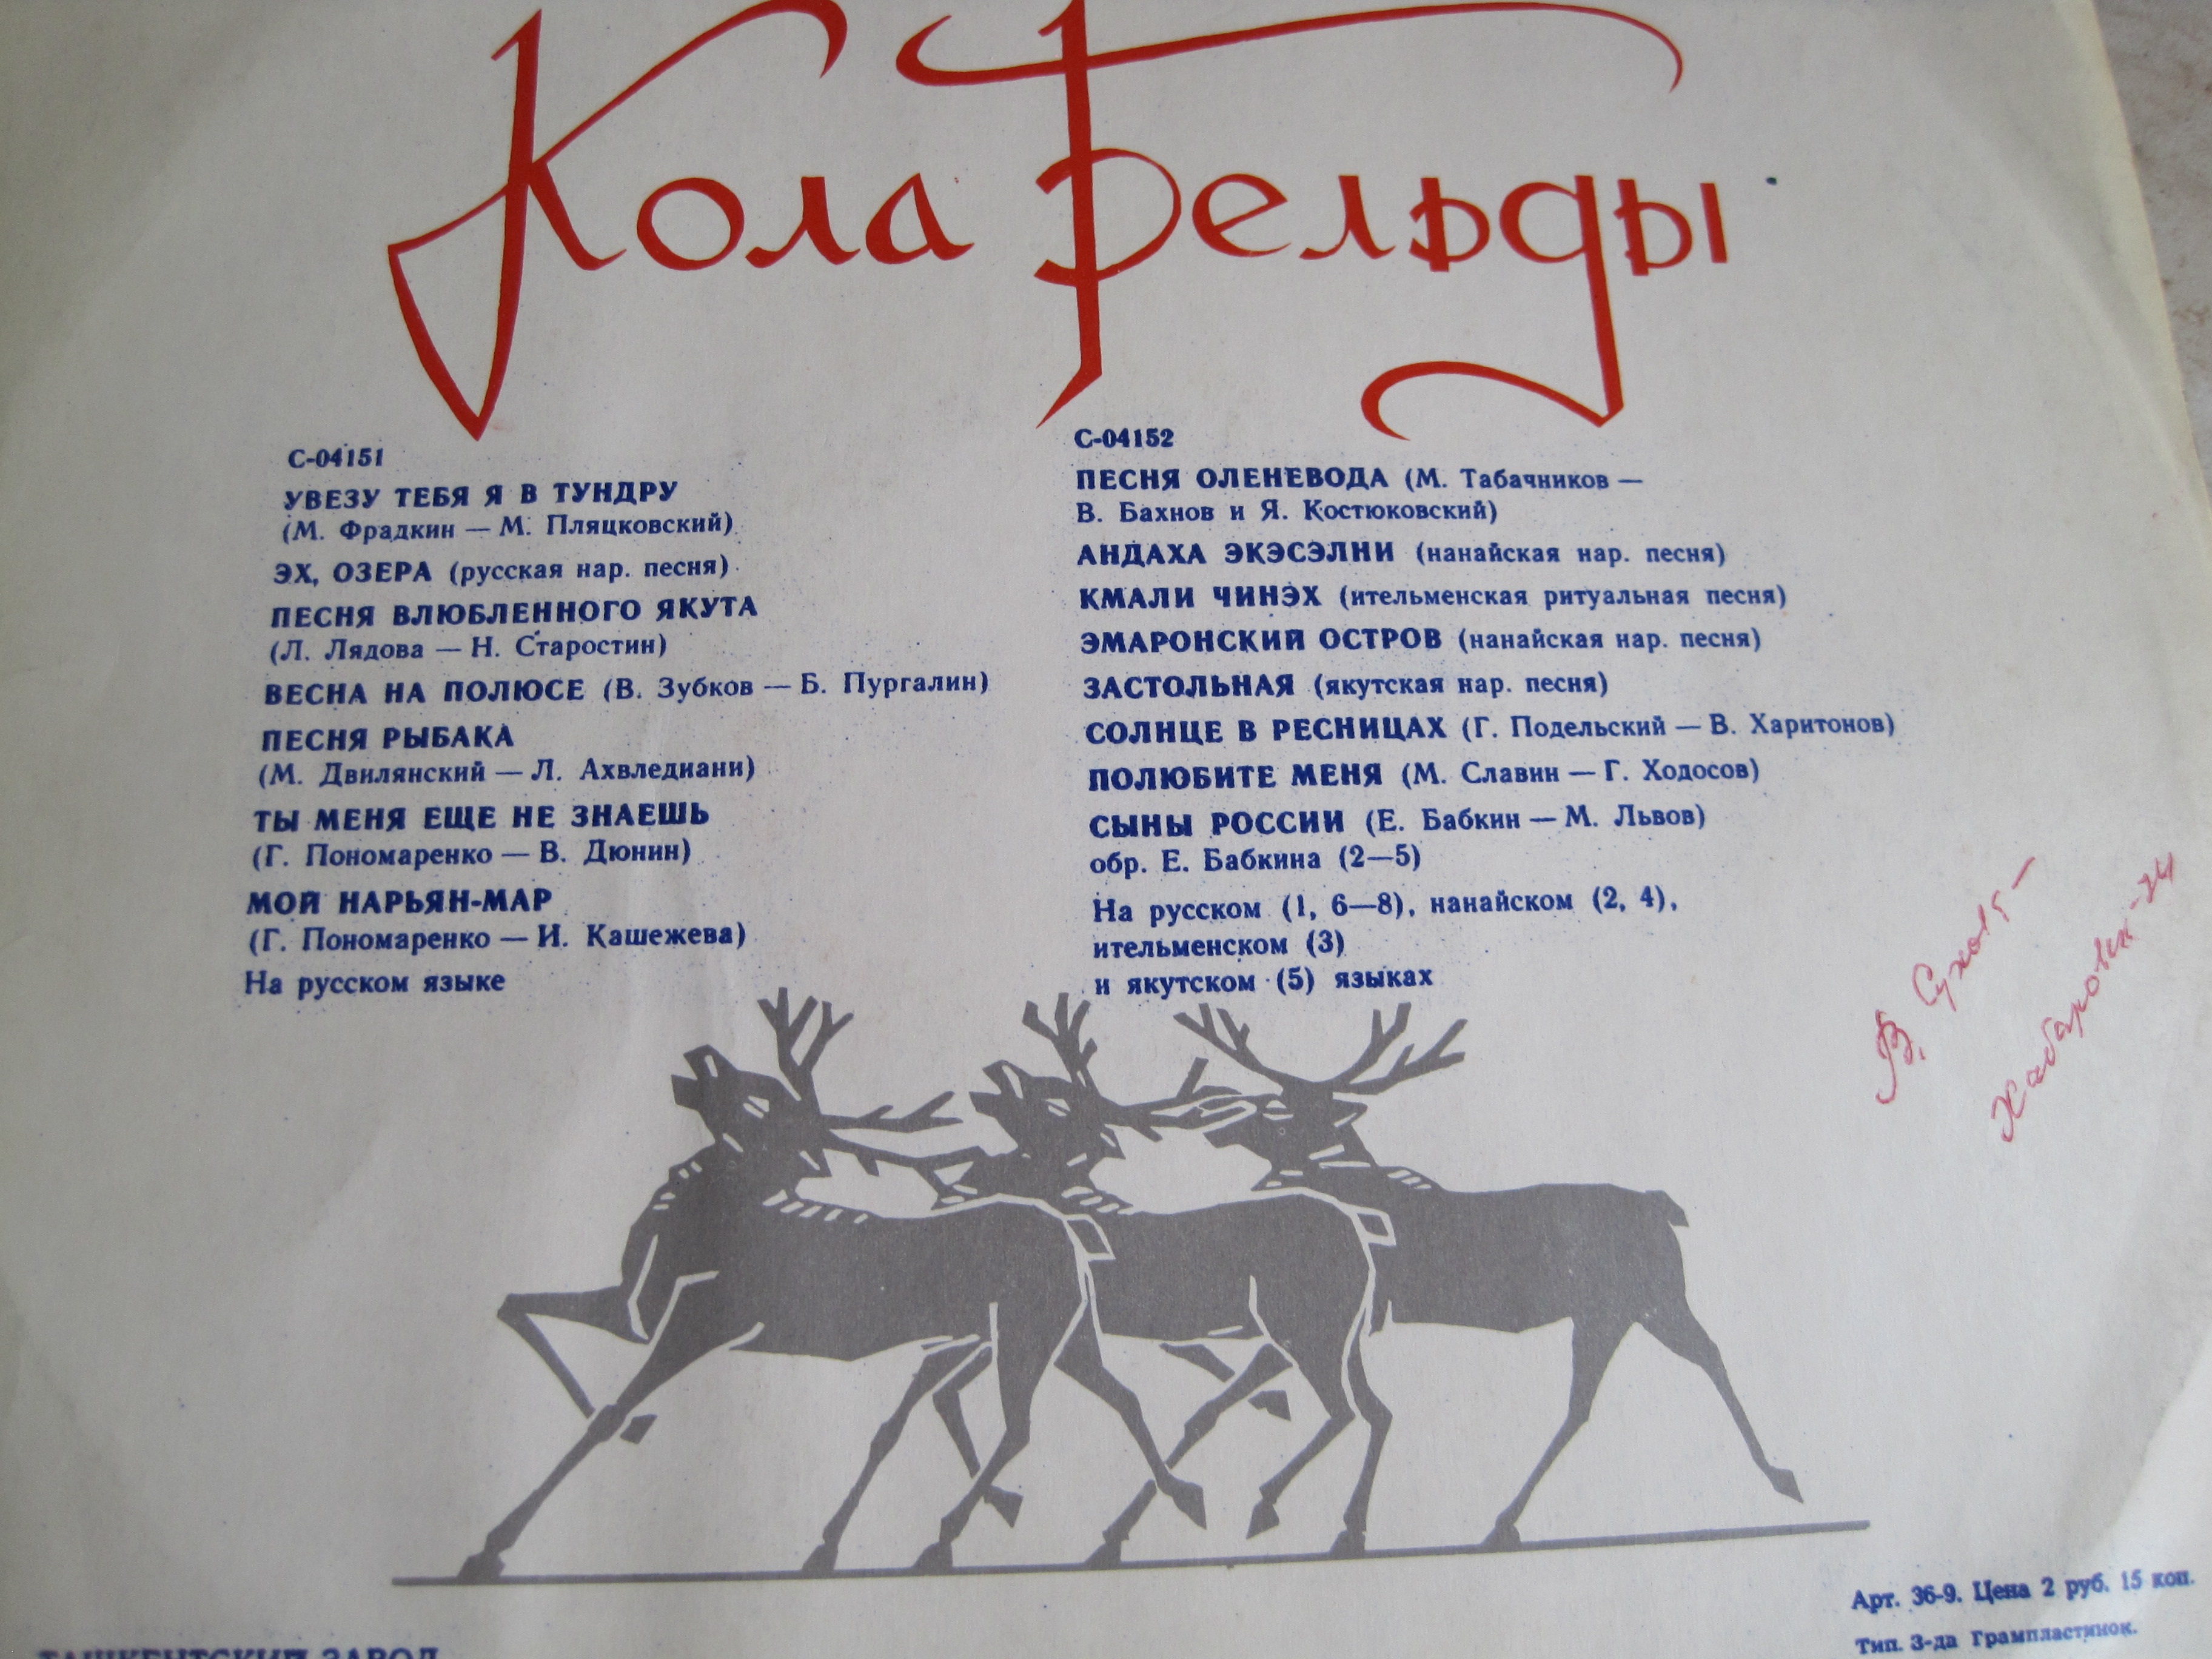 Кола Бельды
С-04151
УВЕЗУ ТЕБЯ Я В ТУНДРУ
(М. Фрадкин — М. Пляцковский)
ЭХ, ОЗЕРА (русская нар. песня)
ПЕСНЯ ВЛЮБЛЕННОГО ЯКУТА
(Л. Лядова — Н. Старостин)
ВЕСНА НА ПОЛЮСЕ (В. Зубков — Б. Пургалин)
ПЕСНЯ РЫБАКА
(М. Двилянский — Л. Ахвледиани)
ТЫ МЕНЯ ЕЩЕ НЕ ЗНАЕШЬ
(Г. Пономаренко — В. Дюнин)
МОЙ НАРЬЯН-МАР
(Г. Пономаренко — И. Кашежева)
На русском языке
С-04152
ПЕСНЯ ОЛЕНЕВОДА (М. Табачников —
В. Бахнов и Я. Костюковский)
АНДАХА ЭКЭСЭЛНИ (нанайская нар. песня)
КМАЛИ ЧИНЭХ (ительменская ритуальная песня)
ЭМАРОНСКИЙ ОСТРОВ (нанайская нар. песня)
ЗАСТОЛЬНАЯ (якутская нар. песня)
СОЛНЦЕ В РЕСНИЦАХ (Г. Подельский — В. Харитонов)
ПОЛЮБИТЕ МЕНЯ (М. Славин — Г. Ходосов)
СЫНЫ РОССИИ (Е. Бабкин — М. Львов)
обр. Е. Бабкина (2—5)
На русском (1, 6—8), нанайском (2, 4),
ительменском (3)
и якутском (5) языках
В.
Хабаровск -74
Арт. 36-9. Цена 2 руб. 15 коп.
Тип. З-да Грампластинок.
ТАШКЕНТСКИЙ ЗАВОД